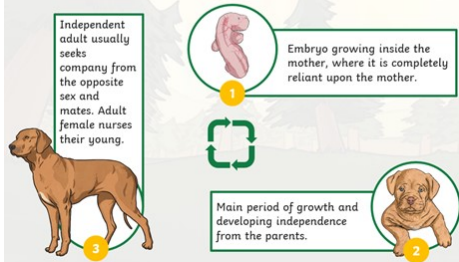 Embryo growing inside the
mother, where it is completely
reliant upon the mother.
1
Main period of growth and
developing independence
from the parents.
2
Independent
adult usually
seeks
company from
the opposite
sex and
mates. Adult
female nurses
their young.
3